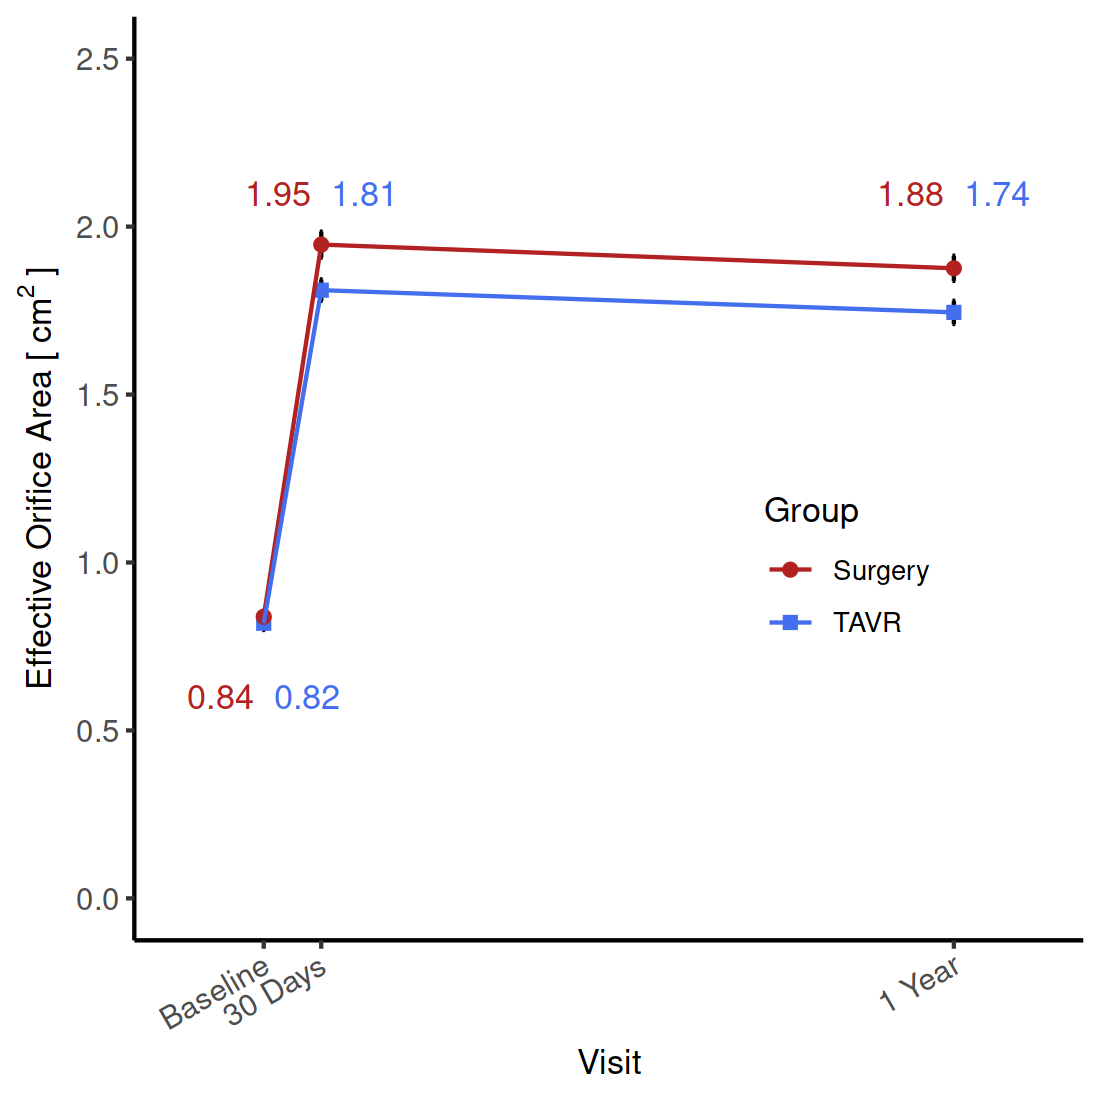 2.5
1.95 1.81
1.88 1.74
2.0
Effective Orifice Area [ cm² ]
1.5
Group
1.0
Surgery
TAVR
0.84 0.82
0.5
0.0
Baseline
30 Days
1 Year
Visit